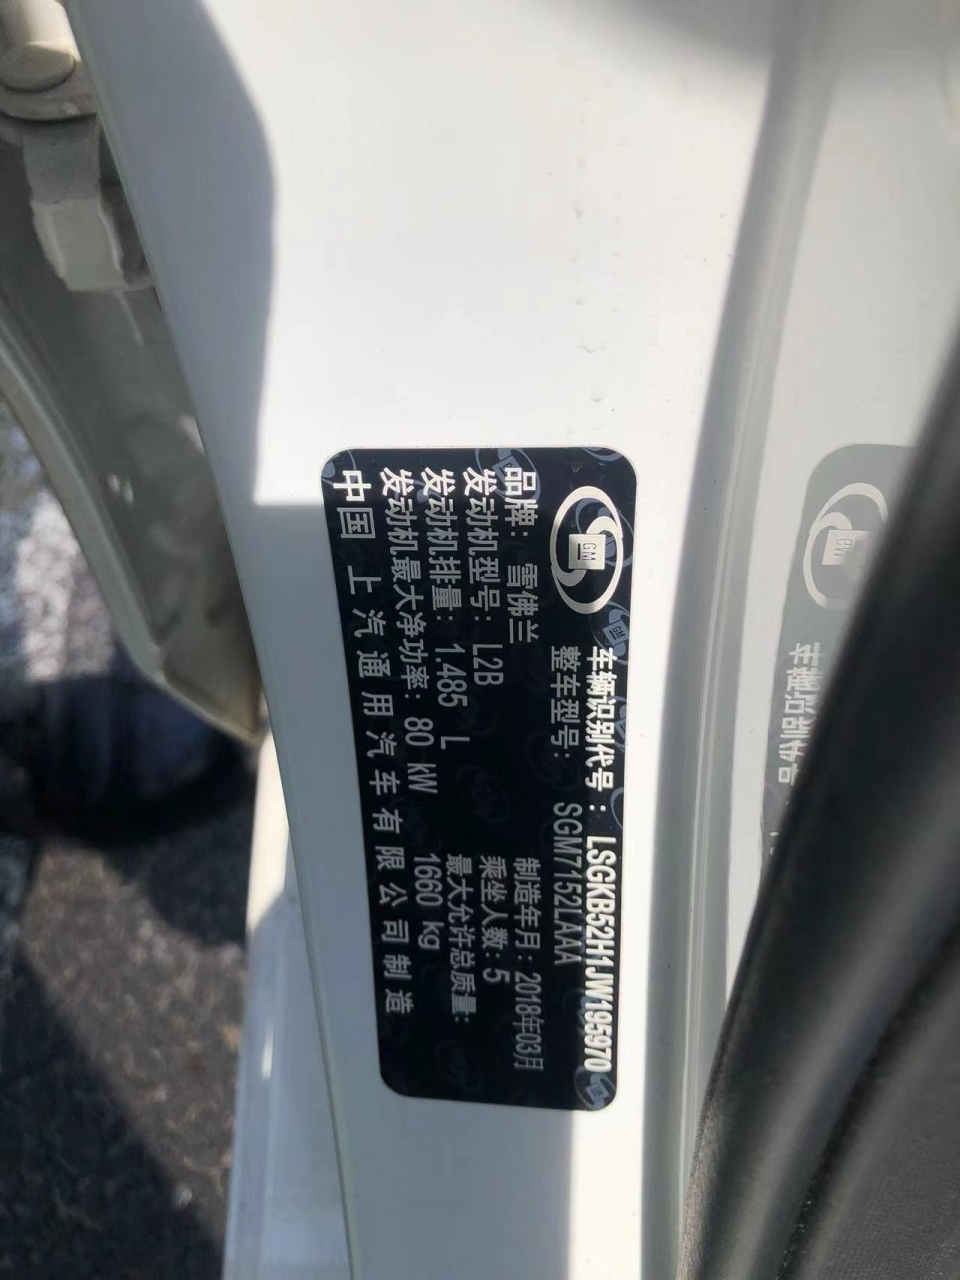 GM
车辆识别代号：LSGKB52H1JW195970
整车型号：SGM7152LAAA
品牌：雪佛兰
制造年月：2018年03月
发动机型号：L2B
乘坐人数：5
发动机排量：1.485 L
最大允许总质量：
发动机最大净功率：80 kW
1660 kg
中国 上汽通用汽车有限公司制造